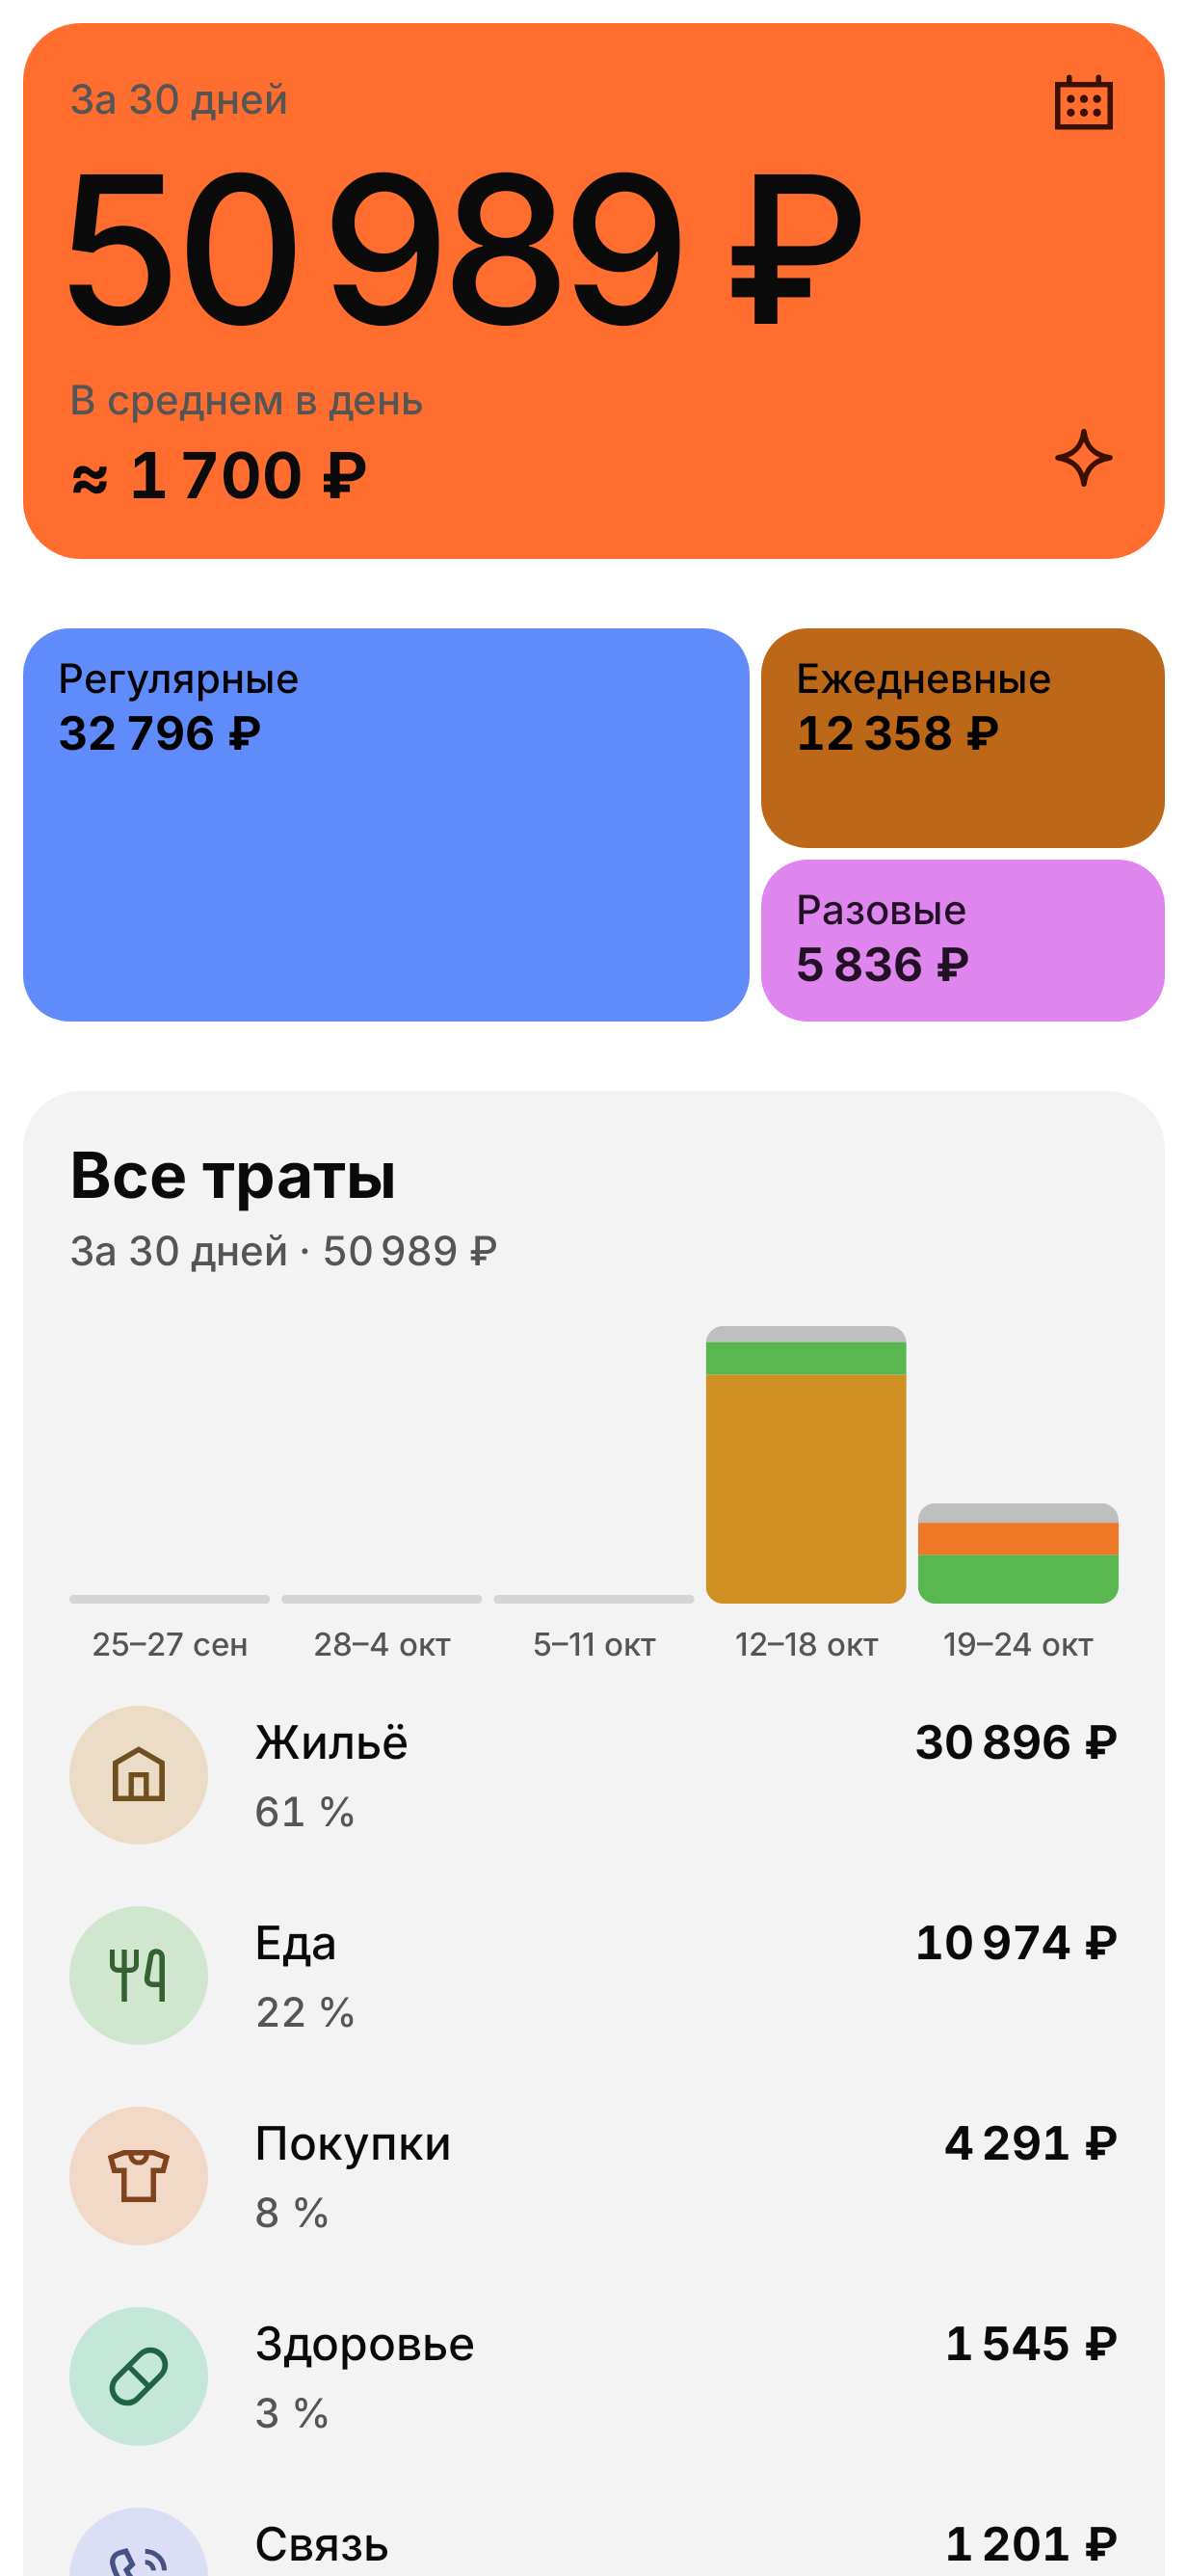 За 30 дней
50 989 ₽
В среднем в день
≈ 1 700 ₽
Регулярные
32 796 ₽
Ежедневные
12 358 ₽
Разовые
5 836 ₽
Все траты
За 30 дней · 50 989 ₽
25–27 сен 28–4 окт 5–11 окт 12–18 окт 19–24 окт
Жильё 30 896 ₽
61 %
Еда 10 974 ₽
22 %
Покупки 4 291 ₽
8 %
Здоровье 1 545 ₽
3 %
Связь 1 201 ₽